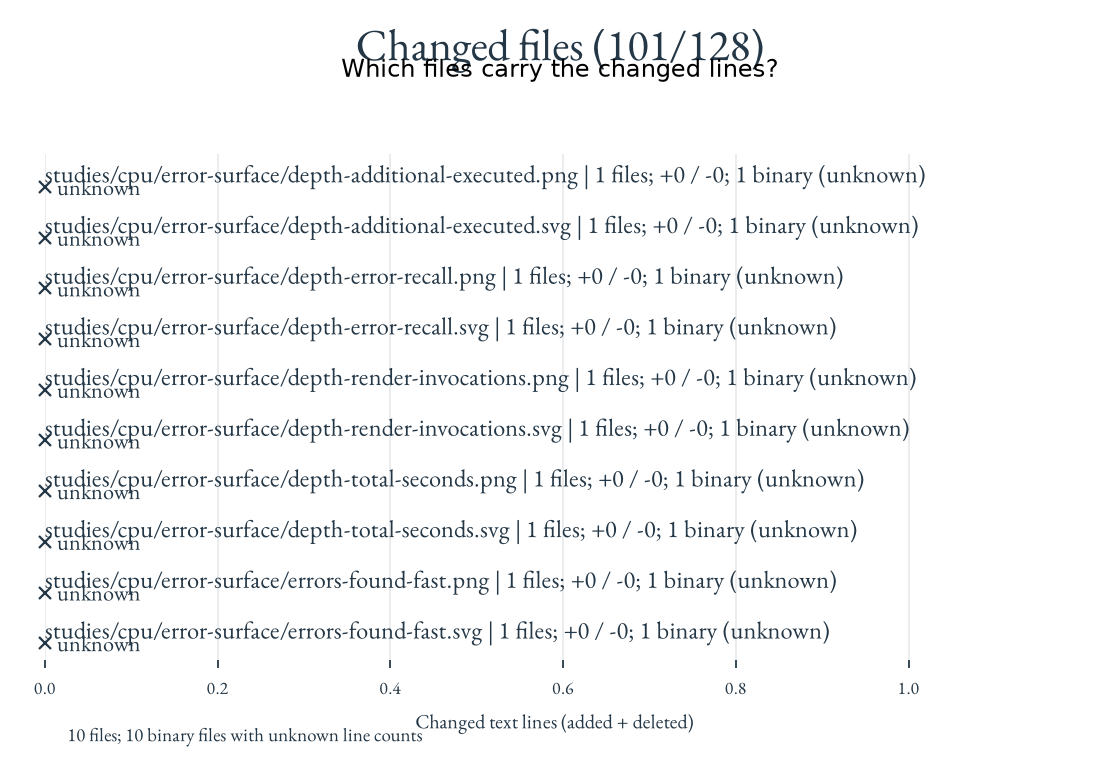 Changed files (101/128)
Which files carry the changed lines?
studies/cpu/error-surface/depth-additional-executed.png | 1 files; +0 / -0; 1 binary (unknown)
unknown
studies/cpu/error-surface/depth-additional-executed.svg | 1 files; +0 / -0; 1 binary (unknown)
unknown
studies/cpu/error-surface/depth-error-recall.png | 1 files; +0 / -0; 1 binary (unknown)
unknown
studies/cpu/error-surface/depth-error-recall.svg | 1 files; +0 / -0; 1 binary (unknown)
unknown
studies/cpu/error-surface/depth-render-invocations.png | 1 files; +0 / -0; 1 binary (unknown)
unknown
studies/cpu/error-surface/depth-render-invocations.svg | 1 files; +0 / -0; 1 binary (unknown)
unknown
studies/cpu/error-surface/depth-total-seconds.png | 1 files; +0 / -0; 1 binary (unknown)
unknown
studies/cpu/error-surface/depth-total-seconds.svg | 1 files; +0 / -0; 1 binary (unknown)
unknown
studies/cpu/error-surface/errors-found-fast.png | 1 files; +0 / -0; 1 binary (unknown)
unknown
studies/cpu/error-surface/errors-found-fast.svg | 1 files; +0 / -0; 1 binary (unknown)
unknown
0.0 0.2 0.4 0.6 0.8 1.0
Changed text lines (added + deleted)
10 files; 10 binary files with unknown line counts